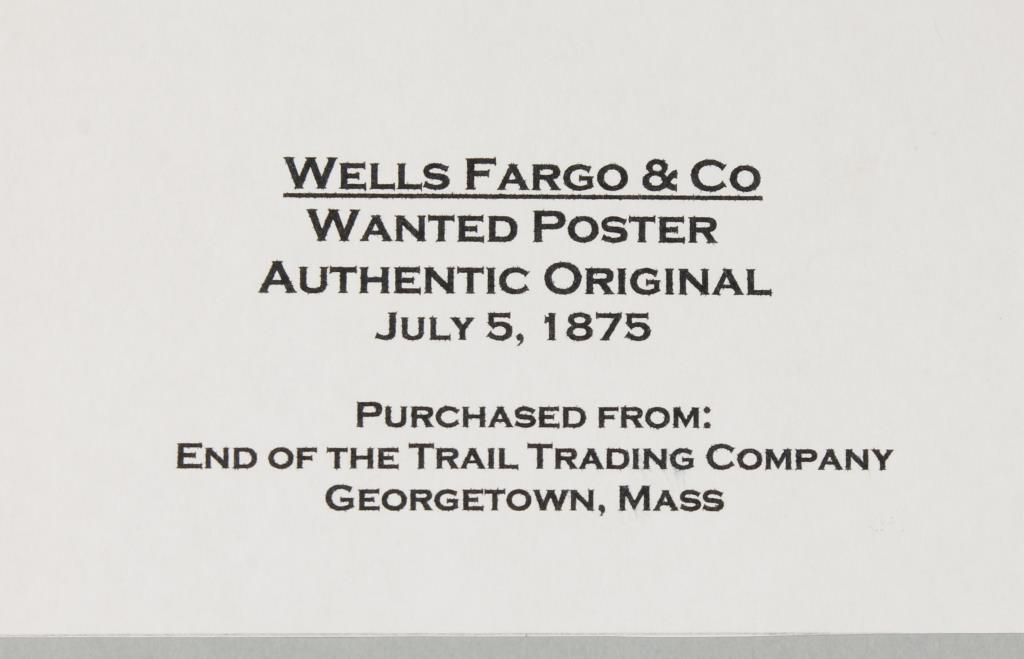 Wells Fargo & Co
Wanted Poster
Authentic Original
July 5, 1875
Purchased from:
End of the Trail Trading Company
Georgetown, Mass